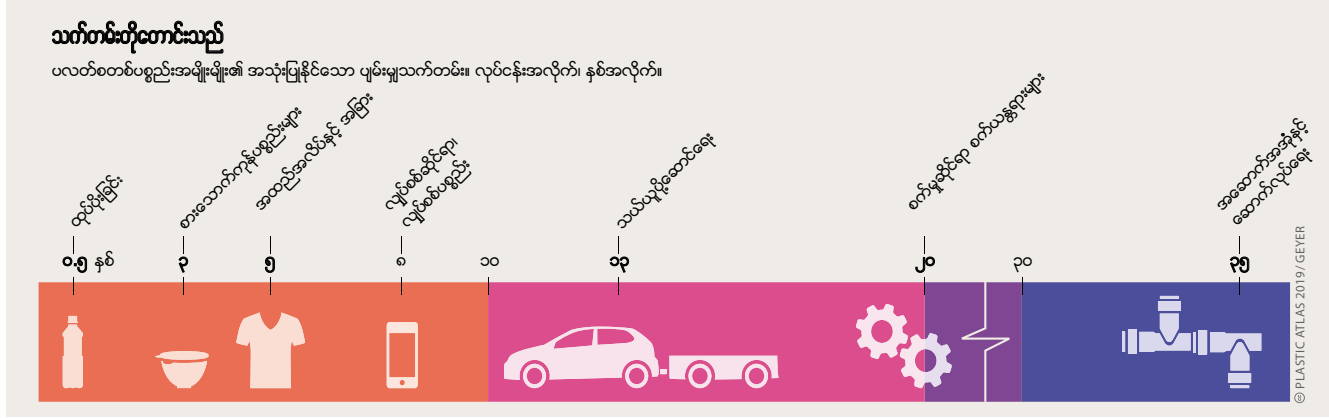 သက်တမ်းတိုတောင်းသည်
ပလတ်စတစ်ပစ္စည်းအမျိုးမျိုး၏ အသုံးပြုနိုင်သော ပျမ်းမျှသက်တမ်း။ လုပ်ငန်းအလိုက်၊ နှစ်အလိုက်။
ထုပ်ပိုးခြင်း
စားသောက်ကုန်ပစ္စည်းများ
အထည်အလိပ်နှင့် အခြား
လျှပ်စစ်ဆိုင်ရာ၊
လျှပ်စစ်ပစ္စည်း
သယ်ယူပို့ဆောင်ရေး
စက်မှုဆိုင်ရာ စက်ယန္တရားများ
အဆောက်အအုံနှင့်
ဆောက်လုပ်ရေး
၀.၅ နှစ်
၃
၅
၈
၁၀
၁၃
၂၀
၃၀
၃၅
PLASTIC ATLAS 2019 / GEYER